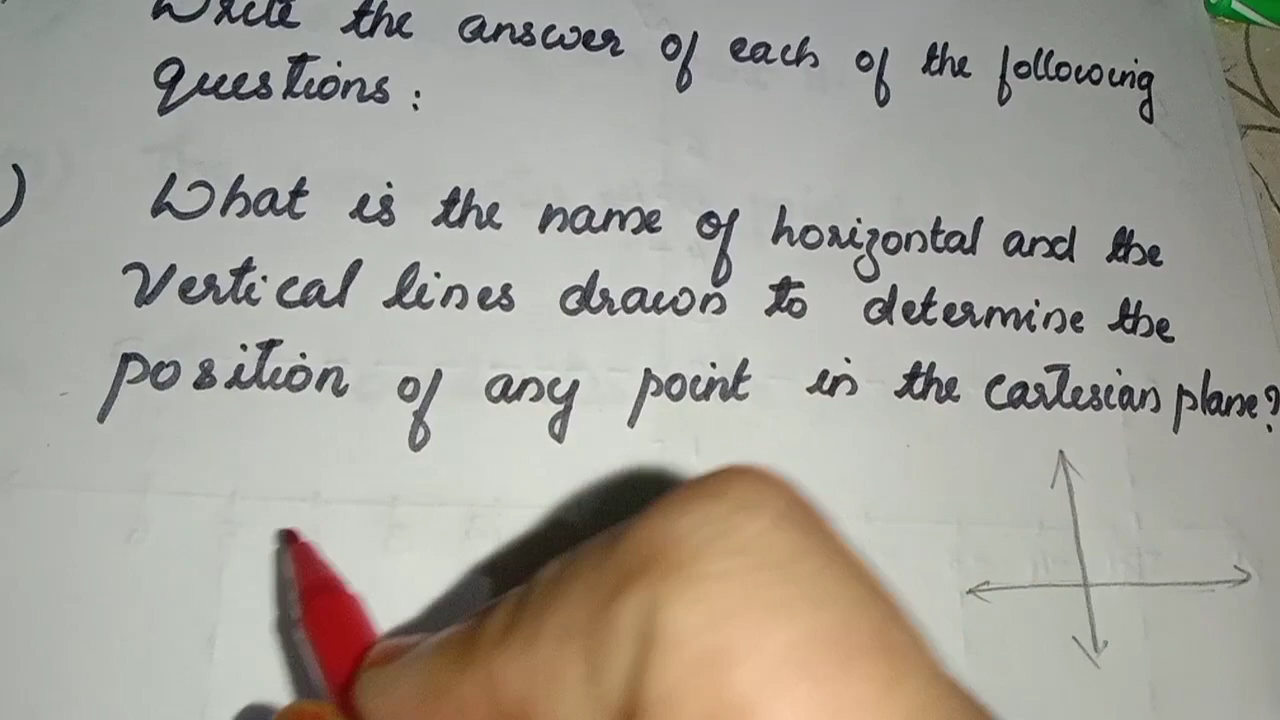 Write the answer of each of the following
questions:
) What is the name of horizontal and the
Vertical lines drawn to determine the
position of any point in the cartesian plane?